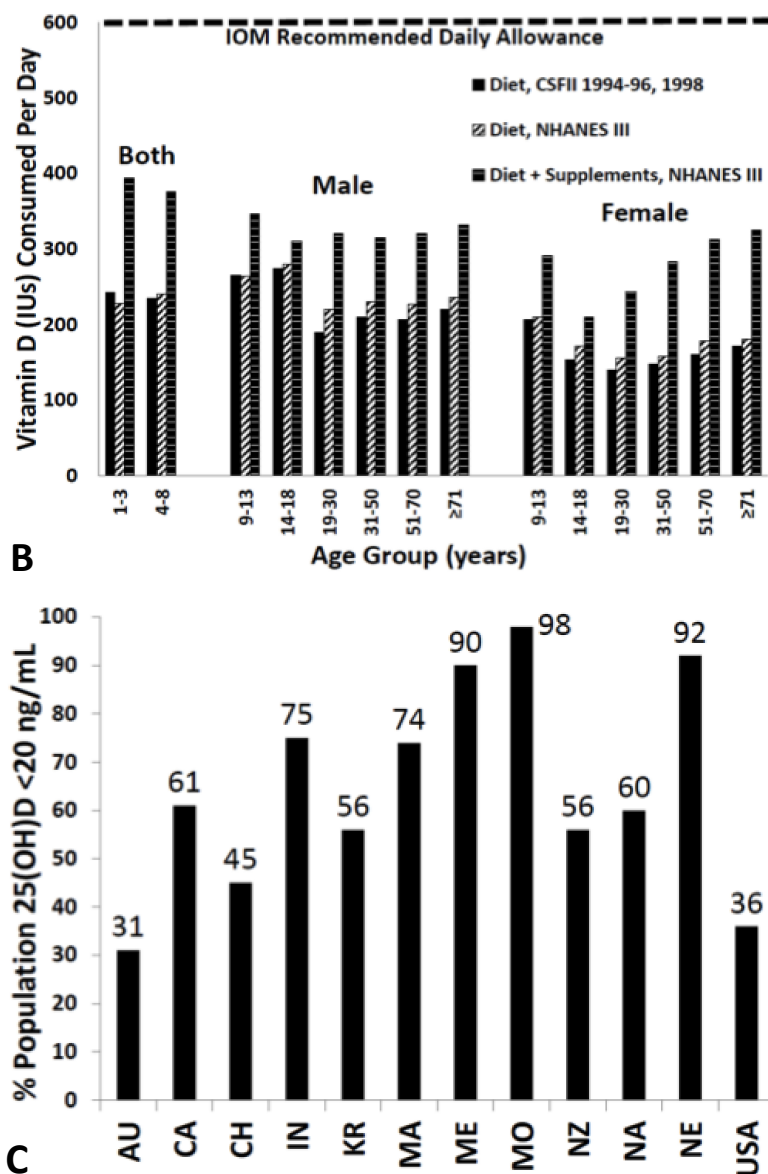 600
500
400
300
200
100
0
Vitamin D (IUs) Consumed Per Day
IOM Recommended Daily Allowance
Diet, CSFII 1994-96, 1998
Diet, NHANES III
Diet + Supplements, NHANES III
Both
Male
Female
1-3
4-8
9-13
14-18
19-30
31-50
51-70
≥71
9-13
14-18
19-30
31-50
51-70
≥71
Age Group (years)
B
% Population 25(OH)D <20 ng/mL
100
90
80
70
60
50
40
30
20
10
0
31
61
45
75
56
74
90
98
56
60
92
36
AU
CA
CH
IN
KR
MA
ME
MO
NZ
NA
NE
USA
C